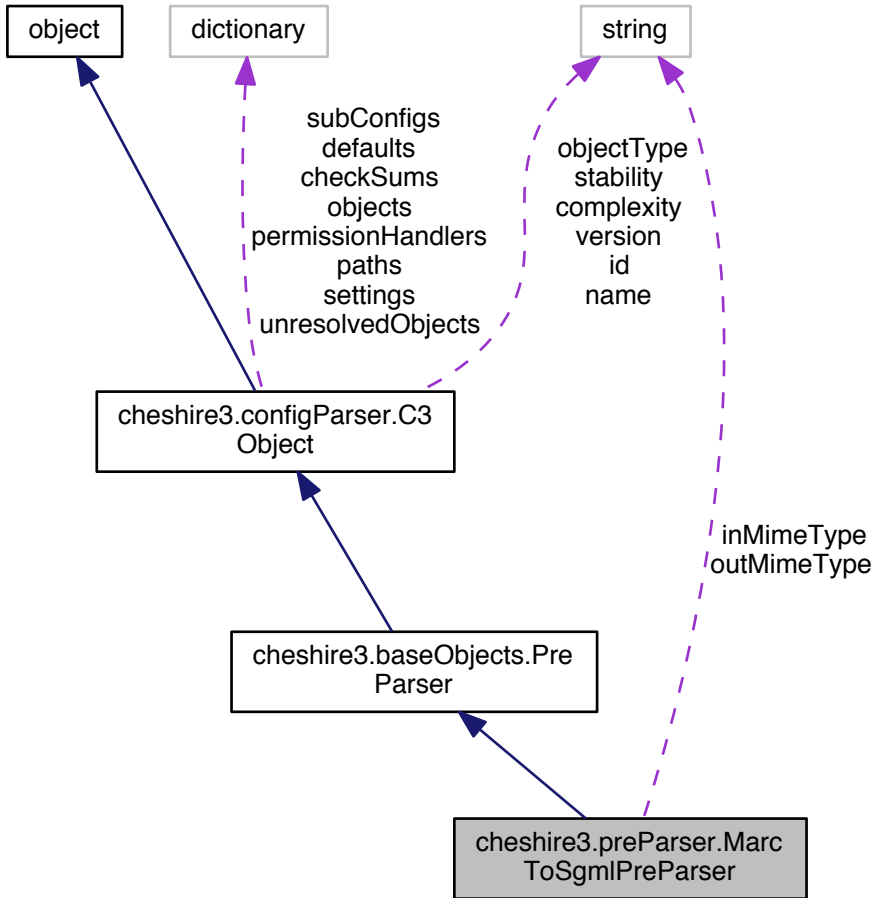 object
dictionary
string
subConfigs
defaults
checkSums
objects
permissionHandlers
paths
settings
unresolvedObjects
objectType
stability
complexity
version
id
name
cheshire3.configParser.C3
Object
inMimeType
outMimeType
cheshire3.baseObjects.Pre
Parser
cheshire3.preParser.Marc
ToSgmlPreParser